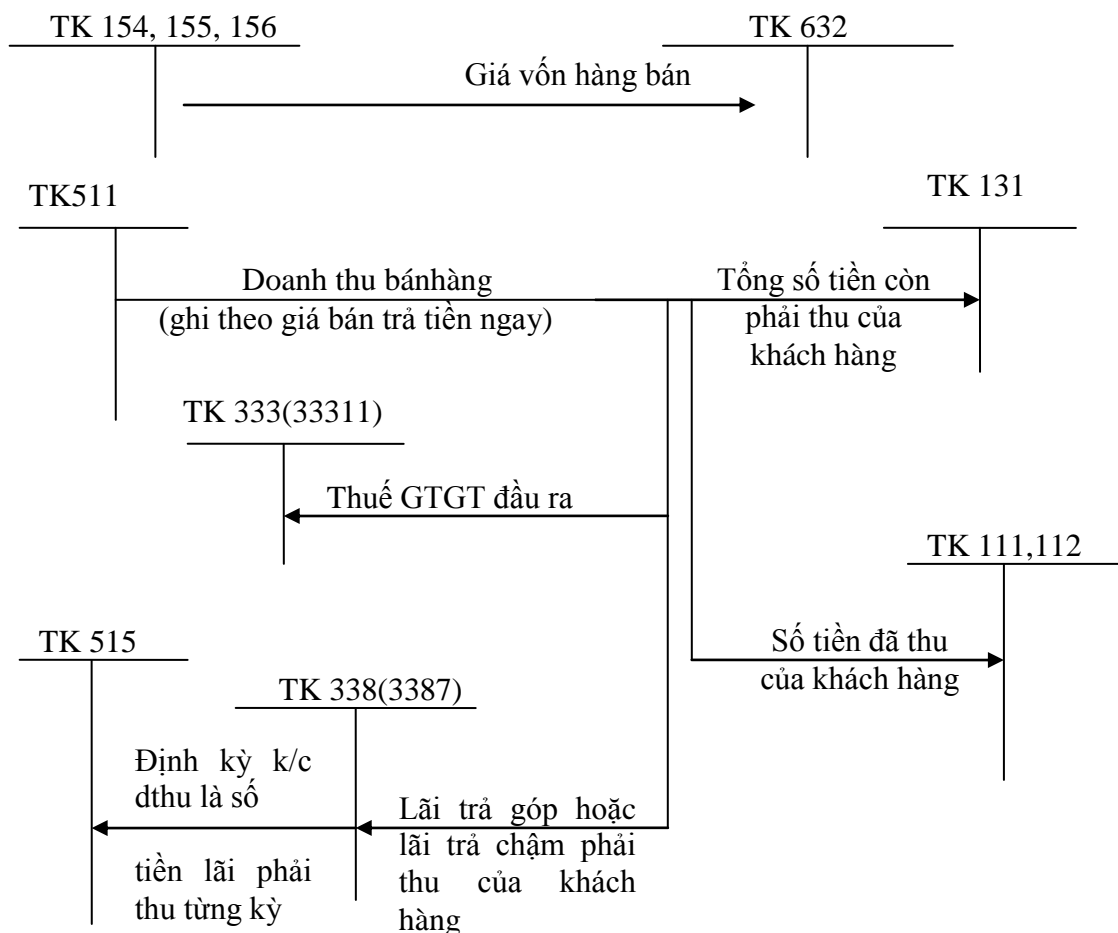 TK 154, 155, 156
TK 632
Giá vốn hàng bán
TK511
TK 131
Doanh thu bánhàng
(ghi theo giá bán trả tiền ngay)
Tổng số tiền còn
phải thu của
khách hàng
TK 333(33311)
Thuế GTGT đầu ra
TK 111,112
Số tiền đã thu
của khách hàng
TK 515
TK 338(3387)
Định kỳ k/c
dthu là số
tiền lãi phải
thu từng kỳ
Lãi trả góp hoặc
lãi trả chậm phải
thu của khách
hàng